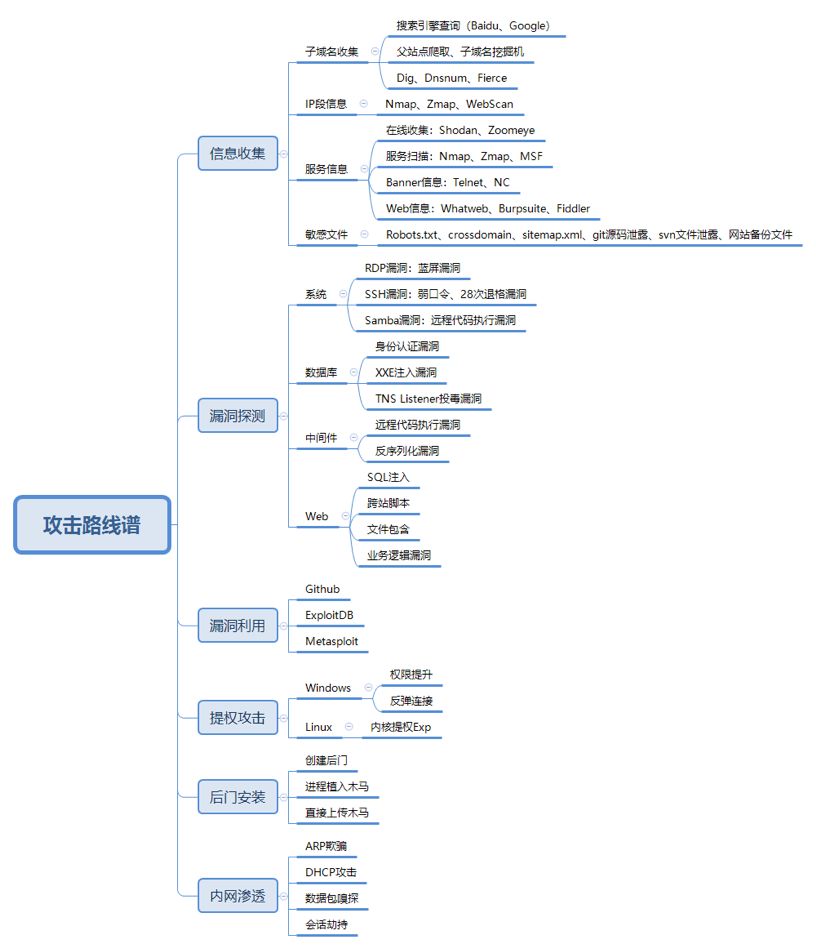 攻击路线谱
信息收集
子域名收集
搜索引擎查询（Baidu、Google）
父站点爬取、子域名挖掘机
Dig、Dnsnum、Fierce
IP段信息
Nmap、Zmap、WebScan
服务信息
在线收集：Shodan、Zoomeye
服务扫描：Nmap、Zmap、MSF
Banner信息：Telnet、NC
Web信息：Whatweb、Burpsuite、Fiddler
敏感文件
Robots.txt、crossdomain、sitemap.xml、git源码泄露、svn文件泄露、网站备份文件
漏洞探测
系统
RDP漏洞：蓝屏漏洞
SSH漏洞：弱口令、28次退格漏洞
Samba漏洞：远程代码执行漏洞
数据库
身份认证漏洞
XXE注入漏洞
TNS Listener投毒漏洞
中间件
远程代码执行漏洞
反序列化漏洞
Web
SQL注入
跨站脚本
文件包含
业务逻辑漏洞
漏洞利用
Github
ExploitDB
Metasploit
提权攻击
Windows
权限提升
反弹连接
Linux
内核提权Exp
后门安装
创建后门
进程植入木马
直接上传木马
内网渗透
ARP欺骗
DHCP攻击
数据包嗅探
会话劫持